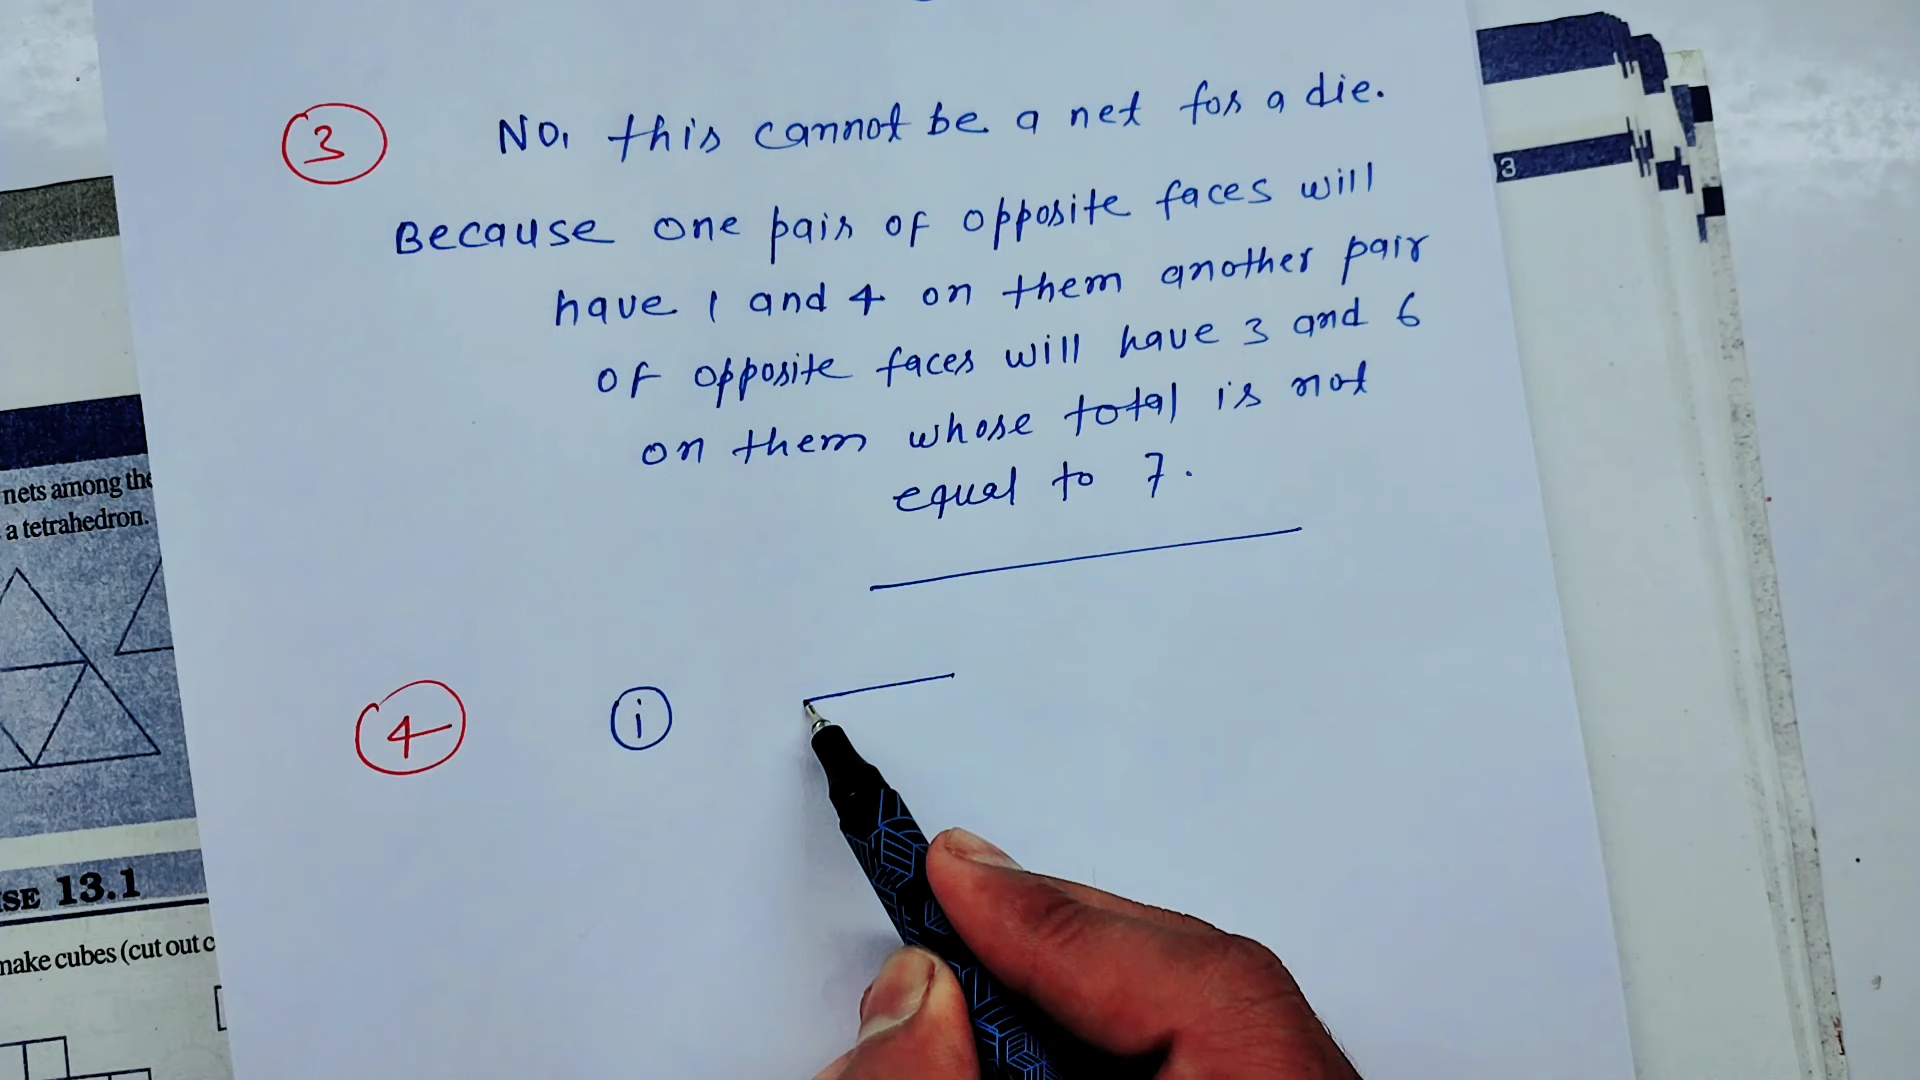 3
3 No, this cannot be a net for a die.
Because one pair of opposite faces will
have 1 and 4 on them another pair
of opposite faces will have 3 and 6
on them whose total is not
equal to 7.
4 i
nets among the
a tetrahedron.
SE 13.1
make cubes (cut out c